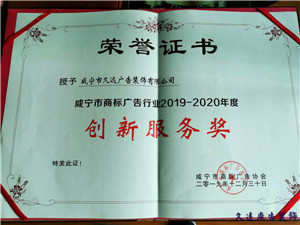 荣誉证书
授予 咸宁市久远广告装饰有限公司
咸宁市商标广告行业2019-2020年度
创新服务奖
特发此证！
咸宁市商标广告协会
二零一九年十二月三十日